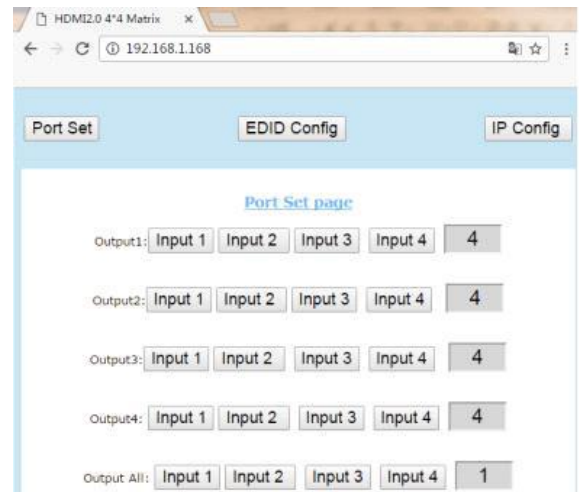 HDMI2.0 4*4 Matrix
192.168.1.168
Port Set EDID Config IP Config
Port Set page
Output1: Input 1 Input 2 Input 3 Input 4 4
Output2: Input 1 Input 2 Input 3 Input 4 4
Output3: Input 1 Input 2 Input 3 Input 4 4
Output4: Input 1 Input 2 Input 3 Input 4 4
Output All: Input 1 Input 2 Input 3 Input 4 1